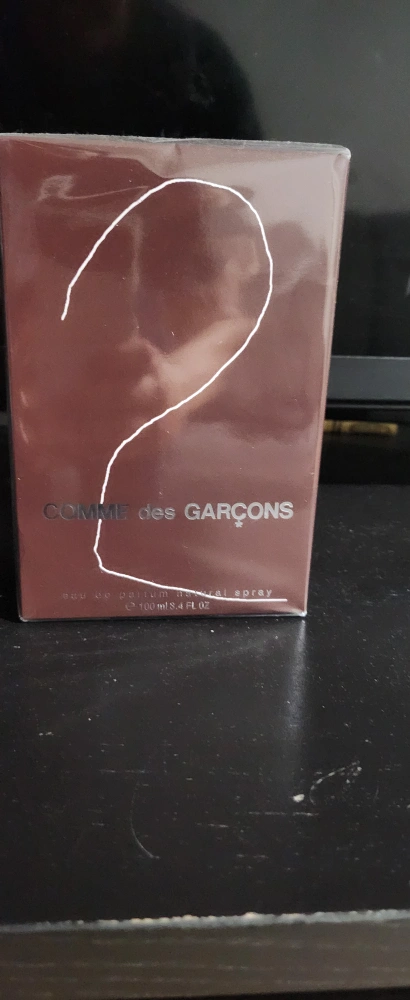 2
COMME des GARÇONS
*
eau de parfum natural spray
℮ 100 ml 3.4 FL OZ